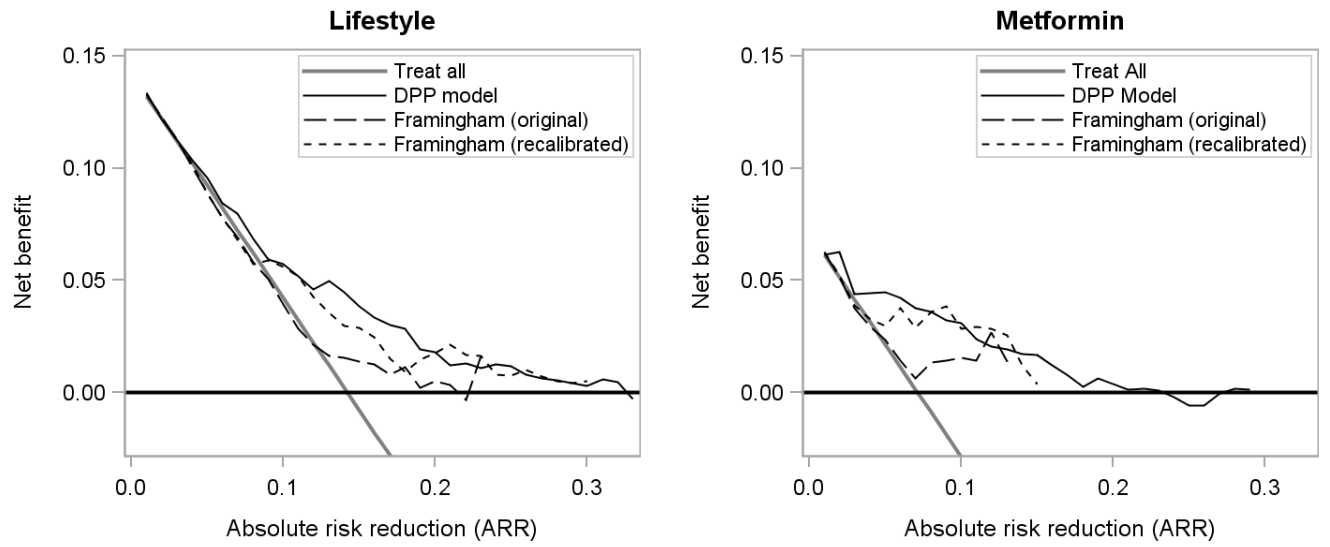 Lifestyle
0.15
0.10
0.05
0.00
Net benefit
Treat all
DPP model
Framingham (original)
Framingham (recalibrated)
0.0 0.1 0.2 0.3
Absolute risk reduction (ARR)
Metformin
0.15
0.10
0.05
0.00
Net benefit
Treat All
DPP Model
Framingham (original)
Framingham (recalibrated)
0.0 0.1 0.2 0.3
Absolute risk reduction (ARR)